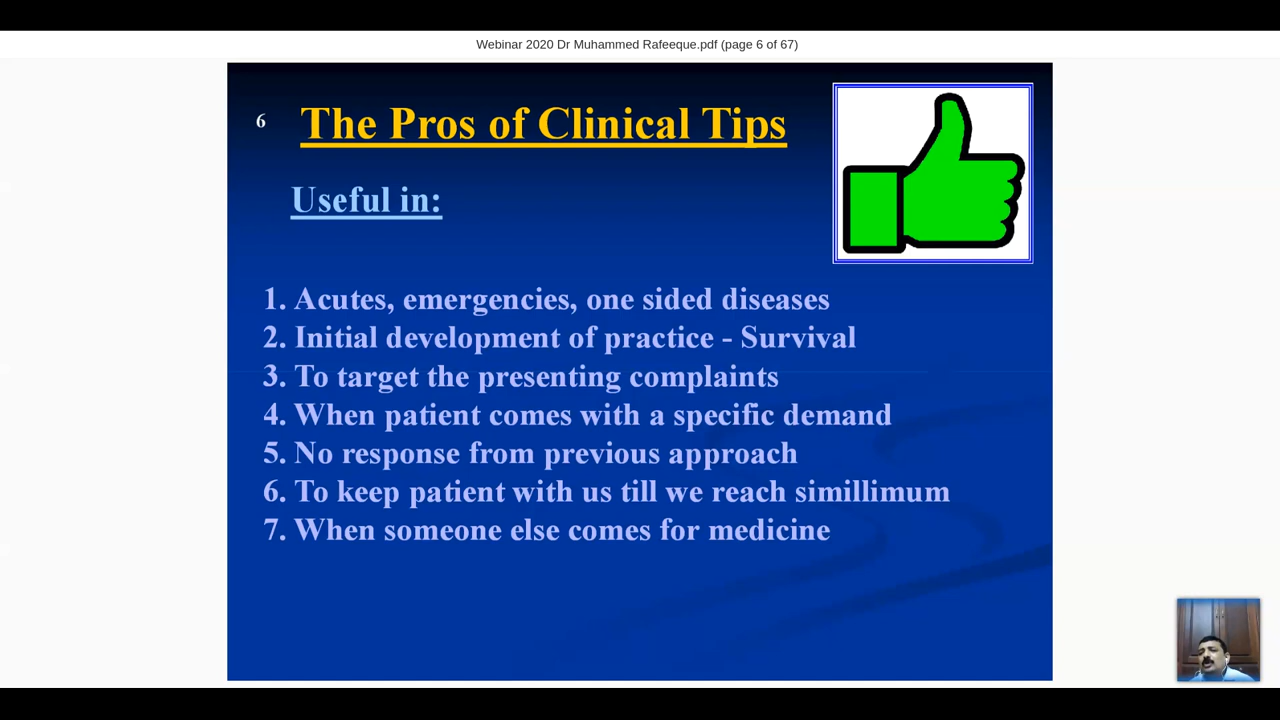 Webinar 2020 Dr Muhammed Rafeeque.pdf (page 6 of 67)
6
The Pros of Clinical Tips
Useful in:
1. Acutes, emergencies, one sided diseases
2. Initial development of practice - Survival
3. To target the presenting complaints
4. When patient comes with a specific demand
5. No response from previous approach
6. To keep patient with us till we reach simillimum
7. When someone else comes for medicine